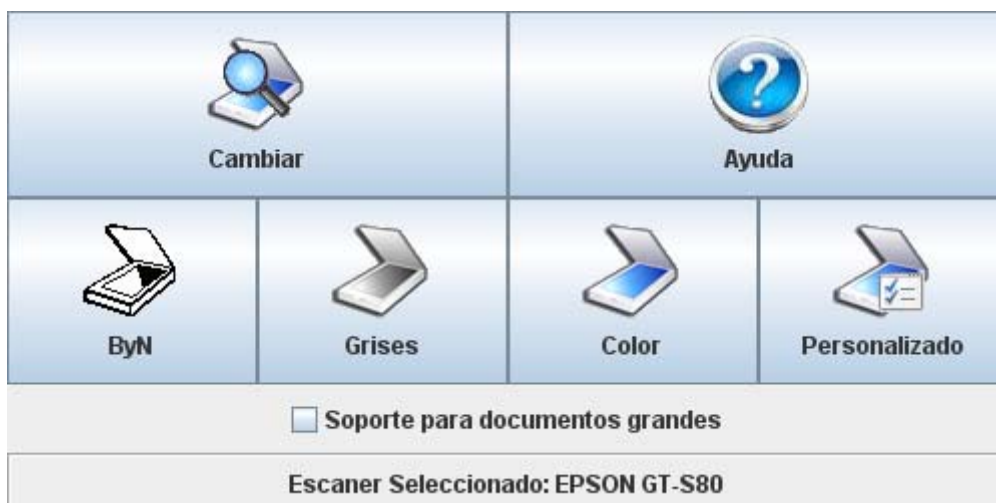 Cambiar
Ayuda
ByN
Grises
Color
Personalizado
Soporte para documentos grandes
Escaner Seleccionado: EPSON GT-S80